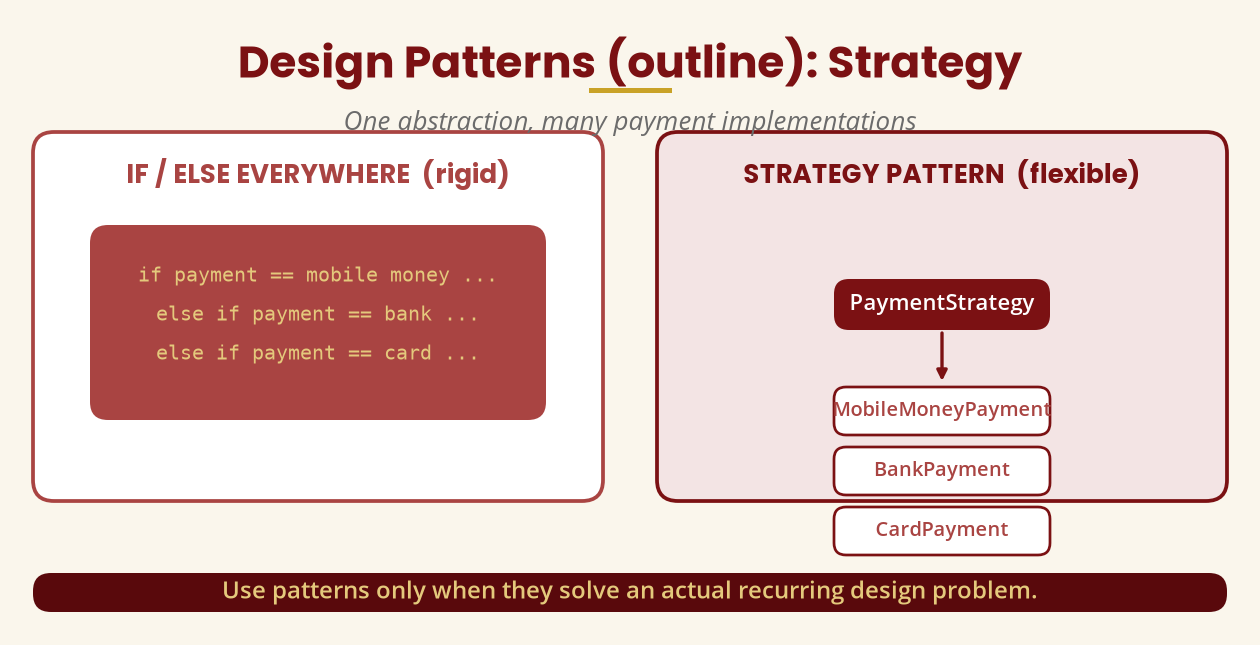 Design Patterns (outline): Strategy
One abstraction, many payment implementations
IF / ELSE EVERYWHERE (rigid)
if payment == mobile money ...
else if payment == bank ...
else if payment == card ...
STRATEGY PATTERN (flexible)
PaymentStrategy
MobileMoneyPayment
BankPayment
CardPayment
Use patterns only when they solve an actual recurring design problem.